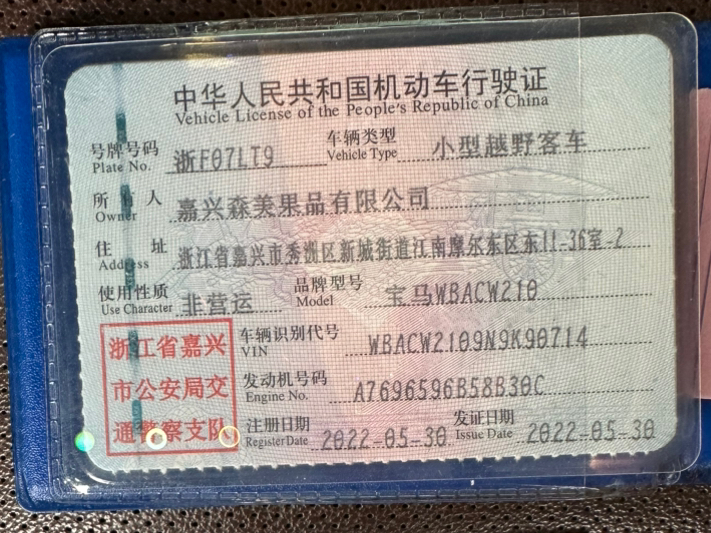 中华人民共和国机动车行驶证
Vehicle License of the People's Republic of China
号牌号码 浙F07LT9 车辆类型 小型越野客车
Plate No. Vehicle Type
所有人 嘉兴森美果品有限公司
Owner
住址 浙江省嘉兴市秀洲区新城街道江南摩尔东区东11-36室-2
Address
使用性质 非营运 品牌型号 宝马WBACW210
Use Character Model
浙江省嘉兴 车辆识别代号 WBACW2109N9K90714
VIN
市公安局交 发动机号码 A7696596B58B30C
Engine No.
通警察支队 注册日期 2022-05-30 发证日期 2022-05-30
Register Date Issue Date